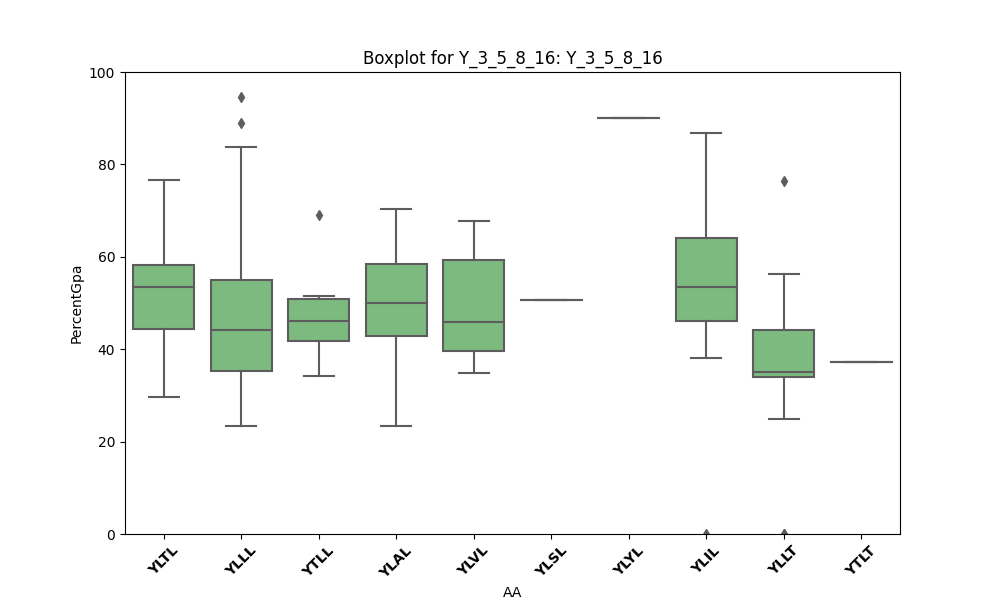 Boxplot for Y_3_5_8_16: Y_3_5_8_16
100
80
60
40
20
0
PercentGpa
YLTL
YLLL
YTLL
YLAL
YLVL
YLSL
YLYL
YLIL
YLLT
YTLT
AA